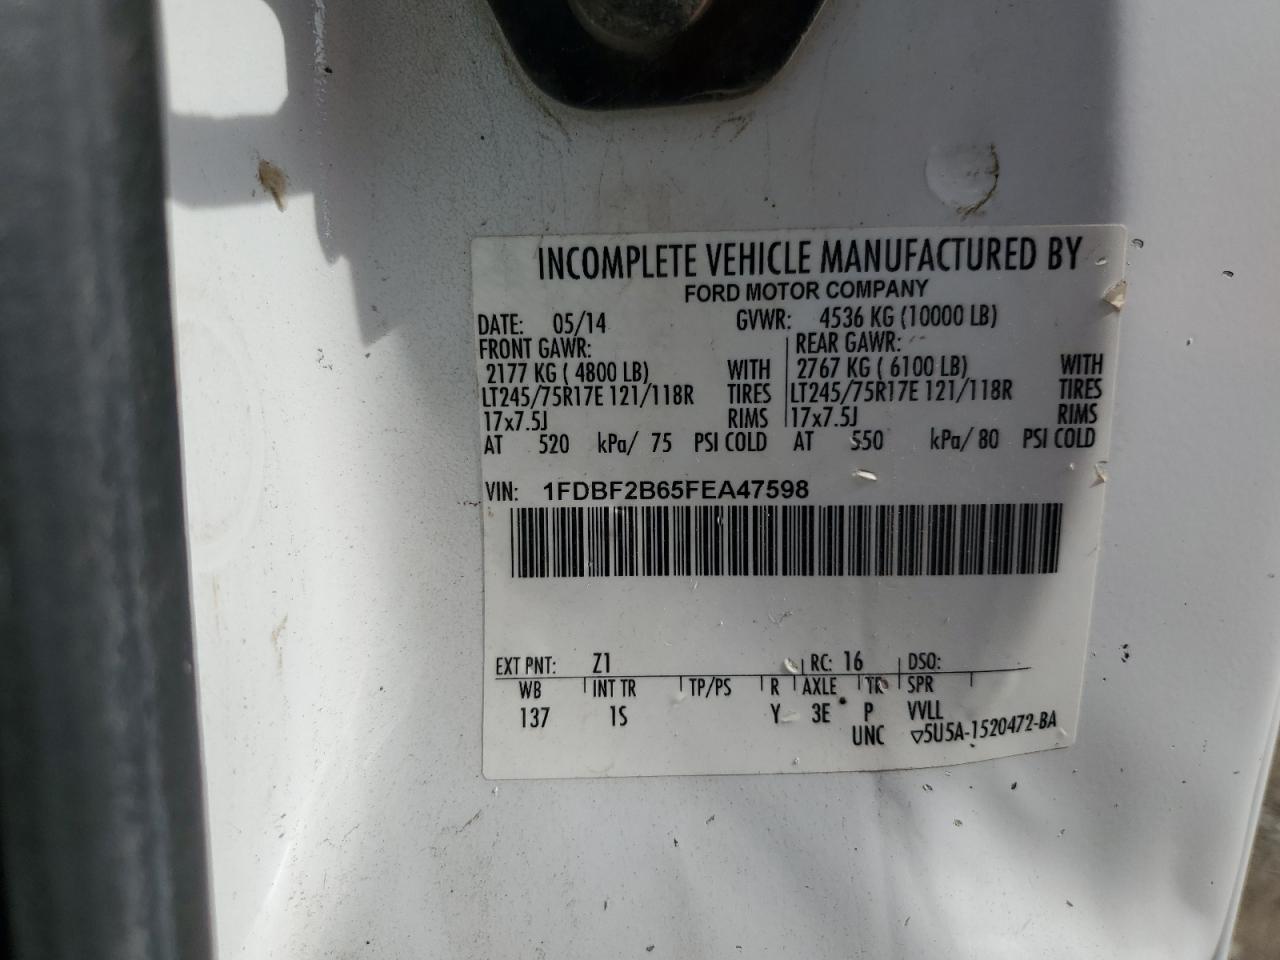 INCOMPLETE VEHICLE MANUFACTURED BY
FORD MOTOR COMPANY
DATE: 05/14 GVWR: 4536 KG (10000 LB)
FRONT GAWR: REAR GAWR:
2177 KG ( 4800 LB) WITH 2767 KG ( 6100 LB) WITH
LT245/75R17E 121/118R TIRES LT245/75R17E 121/118R TIRES
17x7.5J RIMS 17x7.5J RIMS
AT 520 kPa/ 75 PSI COLD AT 550 kPa/ 80 PSI COLD
VIN: 1FDBF2B65FEA47598
EXT PNT: Z1 RC: 16 DSO:
WB INT TR TP/PS R AXLE TR SPR
137 1S Y 3E P VVLL
UNC ▽5U5A-1520472-BA